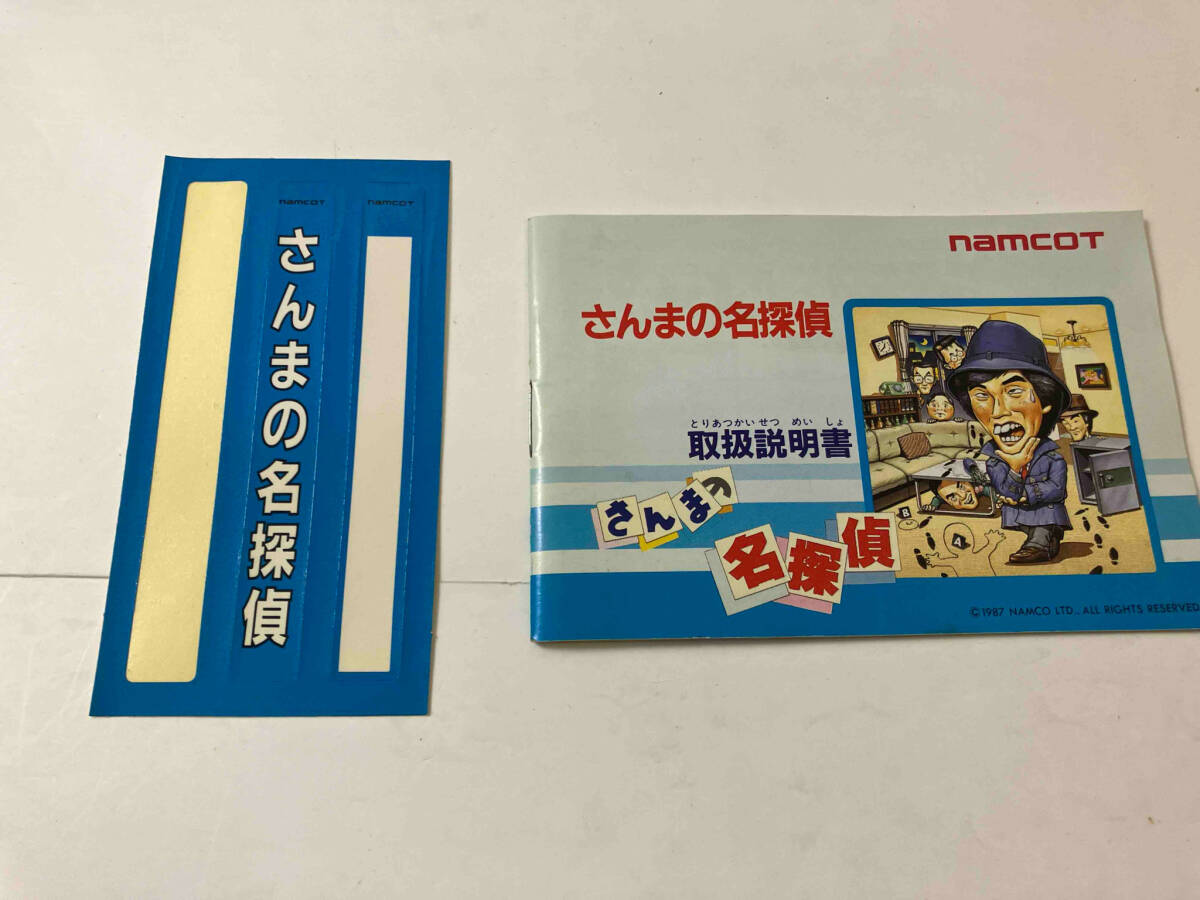 namcot
さんまの名探偵
namcot
namcot
さんまの名探偵
とりあつかいせつ めい しょ
取扱説明書
さんまの
名探偵
B
A
©1987 NAMCO LTD., ALL RIGHTS RESERVED